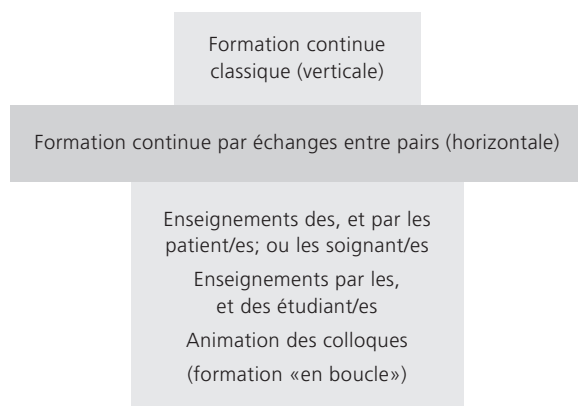 Formation continue
classique (verticale)
Formation continue par échanges entre pairs (horizontale)
Enseignements des, et par les
patient/es; ou les soignant/es
Enseignements par les,
et des étudiant/es
Animation des colloques
(formation «en boucle»)